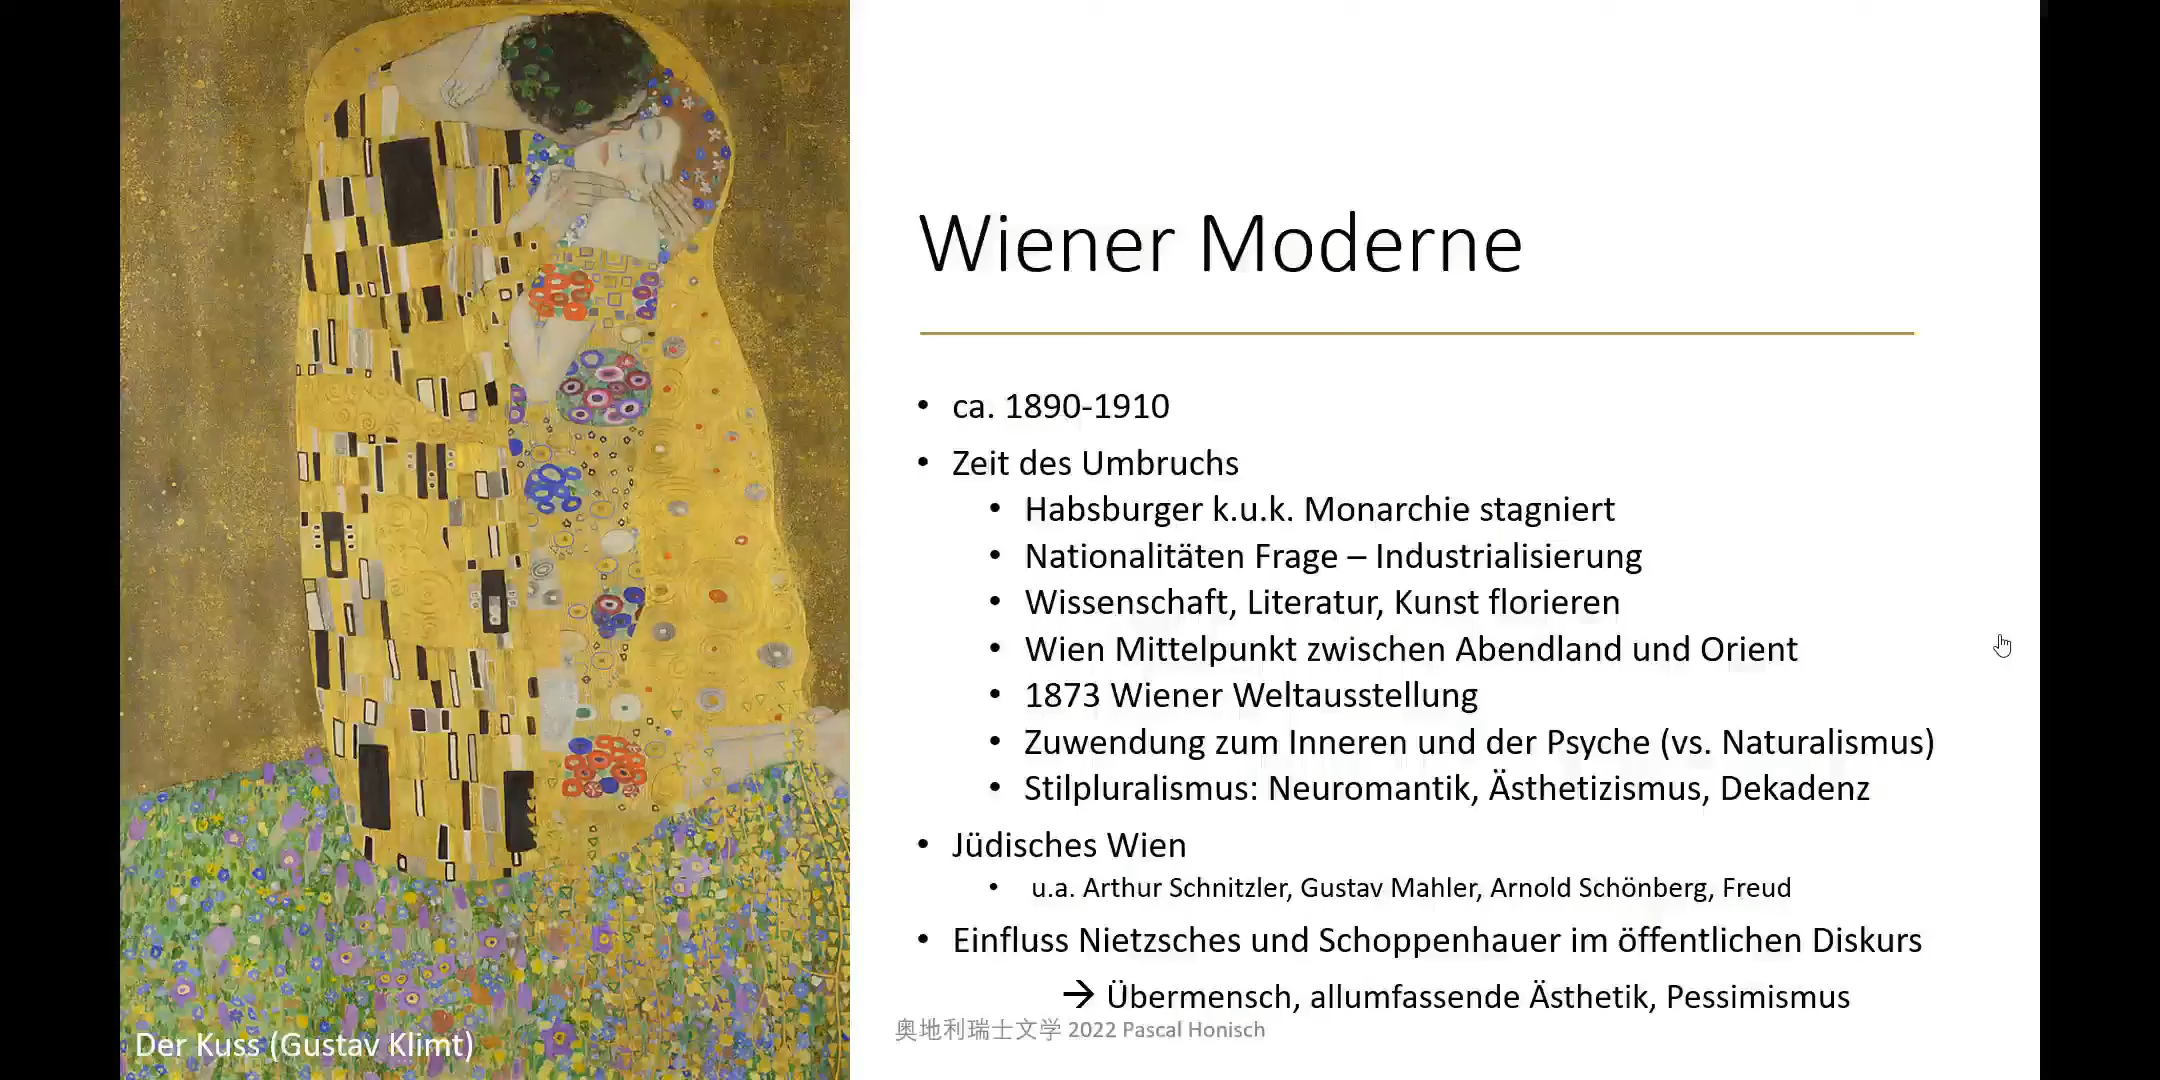 Wiener Moderne
• ca. 1890-1910
• Zeit des Umbruchs
• Habsburger k.u.k. Monarchie stagniert
• Nationalitäten Frage – Industrialisierung
• Wissenschaft, Literatur, Kunst florieren
• Wien Mittelpunkt zwischen Abendland und Orient
• 1873 Wiener Weltausstellung
• Zuwendung zum Inneren und der Psyche (vs. Naturalismus)
• Stilpluralismus: Neuromantik, Ästhetizismus, Dekadenz
• Jüdisches Wien
• u.a. Arthur Schnitzler, Gustav Mahler, Arnold Schönberg, Freud
• Einfluss Nietzsches und Schoppenhauer im öffentlichen Diskurs
→ Übermensch, allumfassende Ästhetik, Pessimismus
奥地利瑞士文学 2022 Pascal Honisch
Der Kuss (Gustav Klimt)